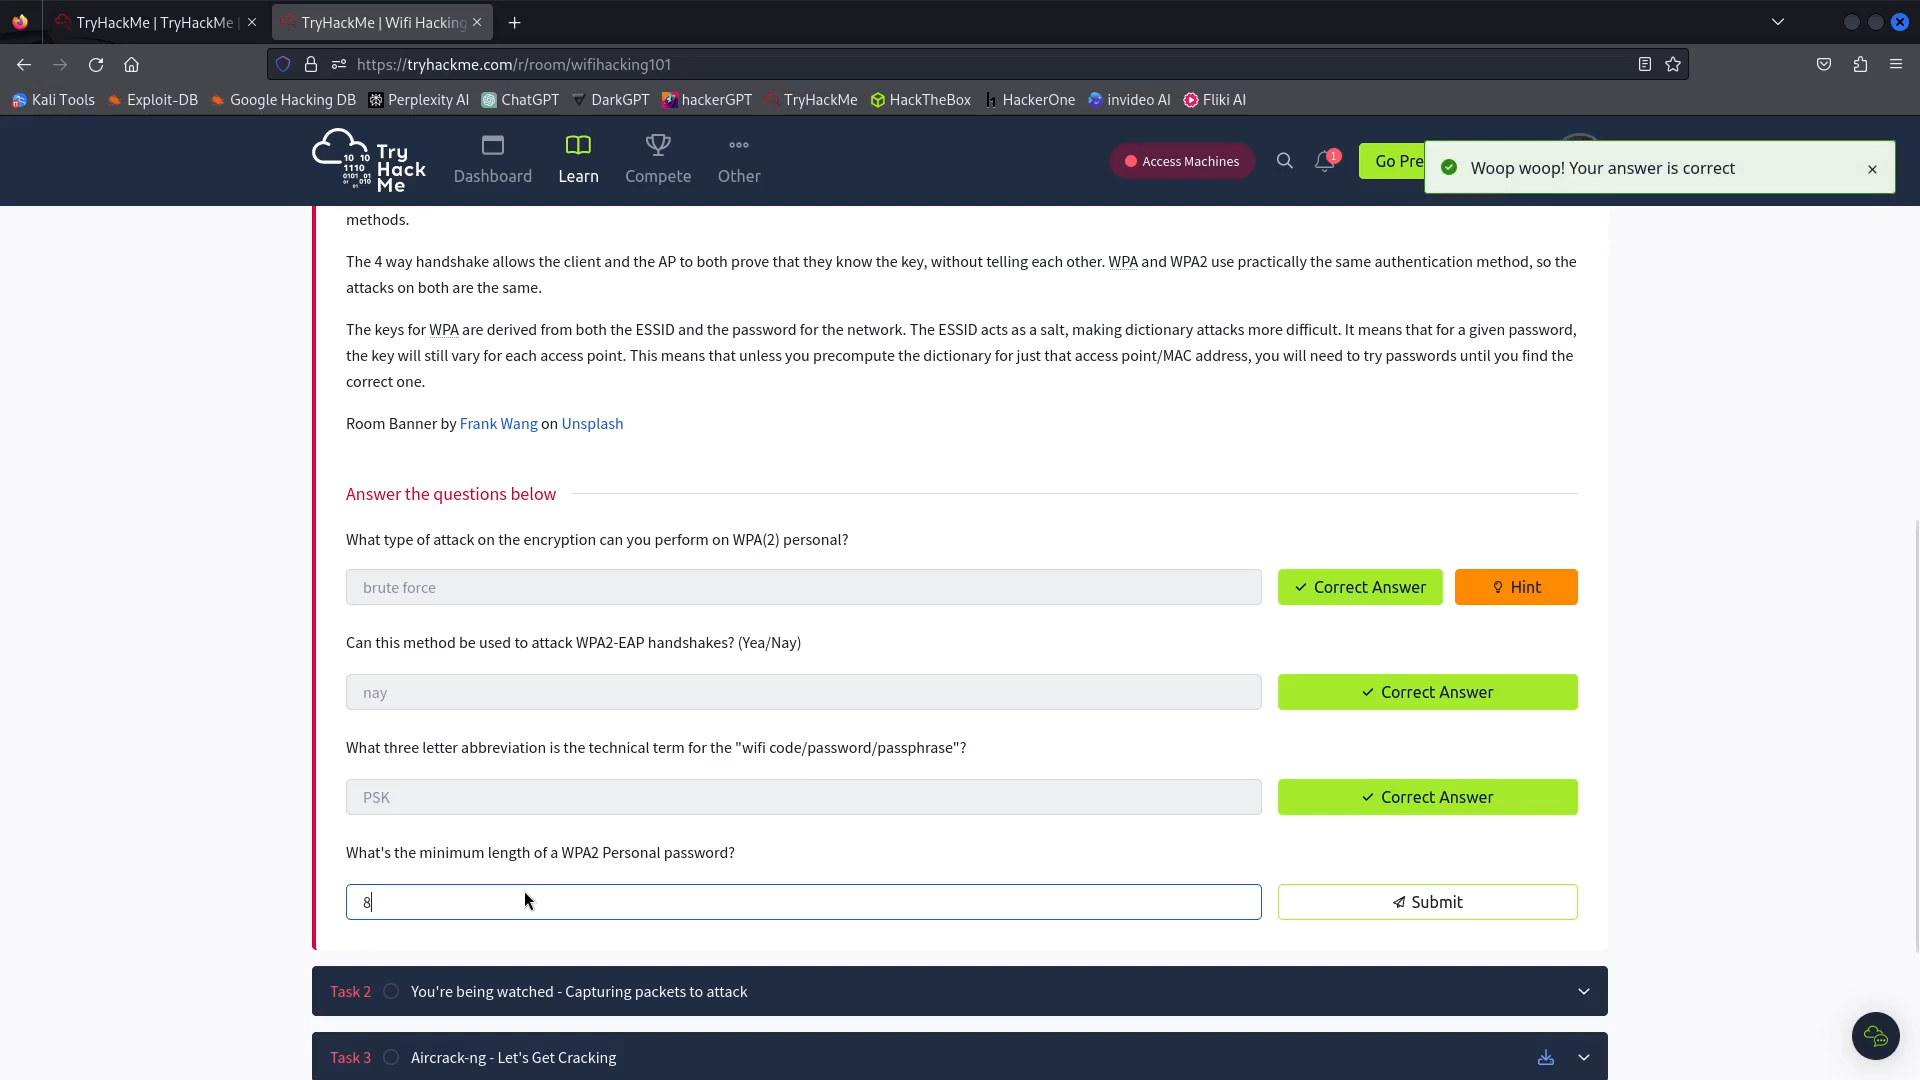 TryHackMe | TryHackMe
TryHackMe | Wifi Hacking
https://tryhackme.com/r/room/wifihacking101
Kali Tools
Exploit-DB
Google Hacking DB
Perplexity AI
ChatGPT
DarkGPT
hackerGPT
TryHackMe
HackTheBox
HackerOne
invideo AI
Fliki AI
Try
Hack
Me
Dashboard
Learn
Compete
Other
Access Machines
1
Go Pre
Woop woop! Your answer is correct
methods.
The 4 way handshake allows the client and the AP to both prove that they know the key, without telling each other. WPA and WPA2 use practically the same authentication method, so the
attacks on both are the same.
The keys for WPA are derived from both the ESSID and the password for the network. The ESSID acts as a salt, making dictionary attacks more difficult. It means that for a given password,
the key will still vary for each access point. This means that unless you precompute the dictionary for just that access point/MAC address, you will need to try passwords until you find the
correct one.
Room Banner by Frank Wang on Unsplash
Answer the questions below
What type of attack on the encryption can you perform on WPA(2) personal?
brute force
Correct Answer
Hint
Can this method be used to attack WPA2-EAP handshakes? (Yea/Nay)
nay
Correct Answer
What three letter abbreviation is the technical term for the "wifi code/password/passphrase"?
PSK
Correct Answer
What's the minimum length of a WPA2 Personal password?
8
Submit
Task 2 You're being watched - Capturing packets to attack
Task 3 Aircrack-ng - Let's Get Cracking